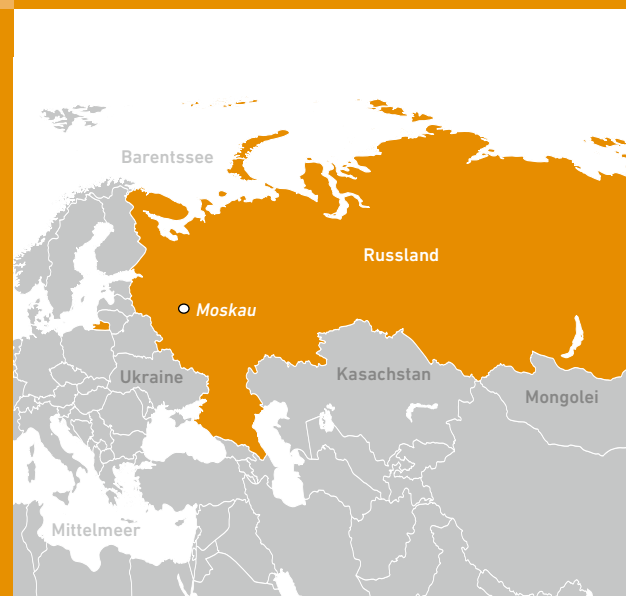 Barentssee
Russland
Moskau
Ukraine
Kasachstan
Mongolei
Mittelmeer